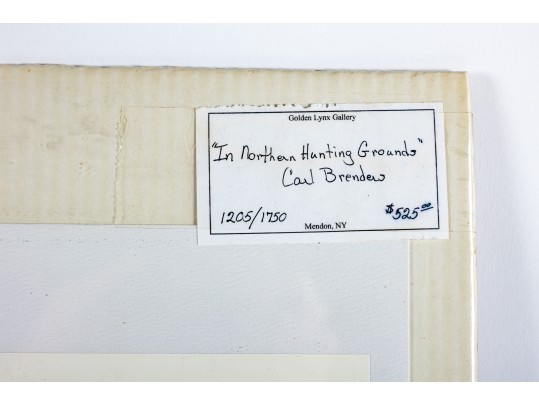 Golden Lynx Gallery
"In Northern Hunting Grounds"
Carl Brenders
1205/1750
$525.00
Mendon, NY